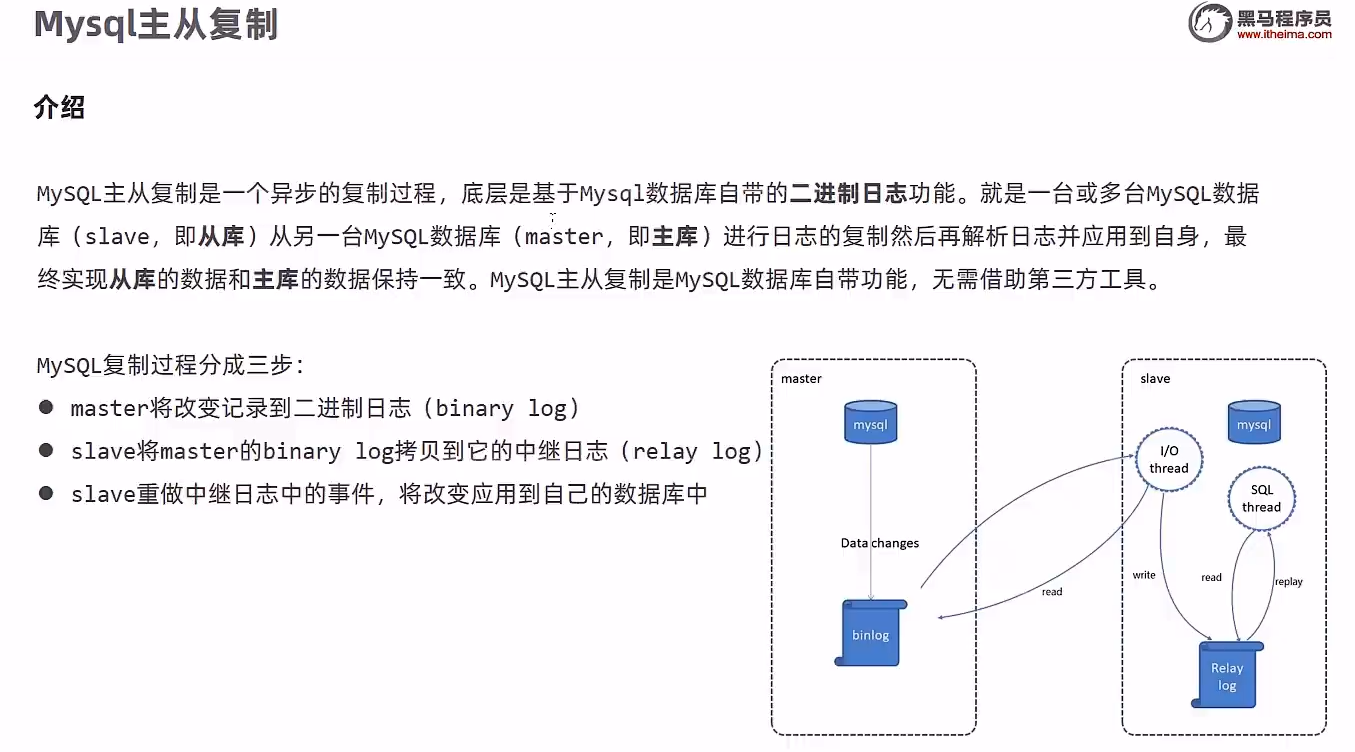 Mysql主从复制
黑马程序员
www.itheima.com
介绍
MySQL主从复制是一个异步的复制过程，底层是基于Mysql数据库自带的二进制日志功能。就是一台或多台MySQL数据
库（slave，即从库）从另一台MySQL数据库（master，即主库）进行日志的复制然后再解析日志并应用到自身，最
终实现从库的数据和主库的数据保持一致。MySQL主从复制是MySQL数据库自带功能，无需借助第三方工具。
MySQL复制过程分成三步：
● master将改变记录到二进制日志（binary log）
● slave将master的binary log拷贝到它的中继日志（relay log）
● slave重做中继日志中的事件，将改变应用到自己的数据库中
master
mysql
Data changes
binlog
read
slave
mysql
I/O
thread
SQL
thread
write
read
replay
Relay
log